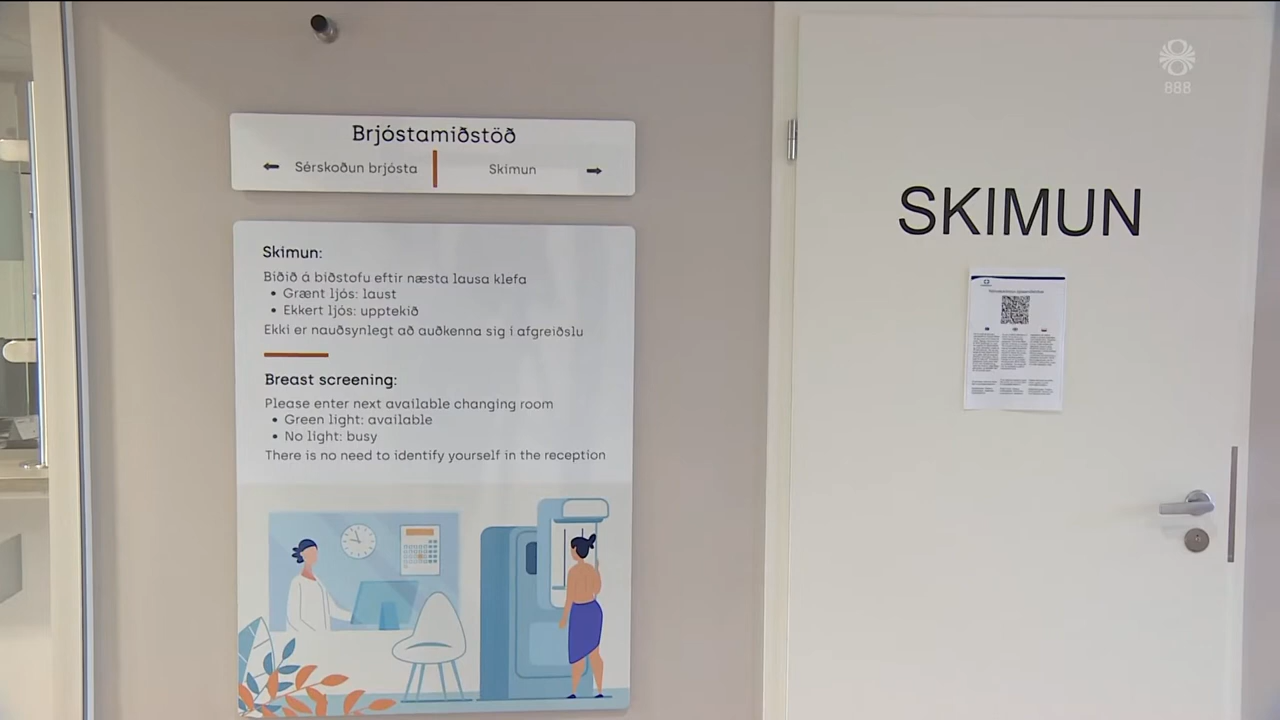 888
Brjóstamiðstöð
Sérskoðun brjósta
Skimun
SKIMUN
Skimun:
Bíðið á biðstofu eftir næsta lausa klefa
• Grænt ljós: laust
• Ekkert ljós: upptekið
Ekki er nauðsynlegt að auðkenna sig í afgreiðslu
Breast screening:
Please enter next available changing room
• Green light: available
• No light: busy
There is no need to identify yourself in the reception